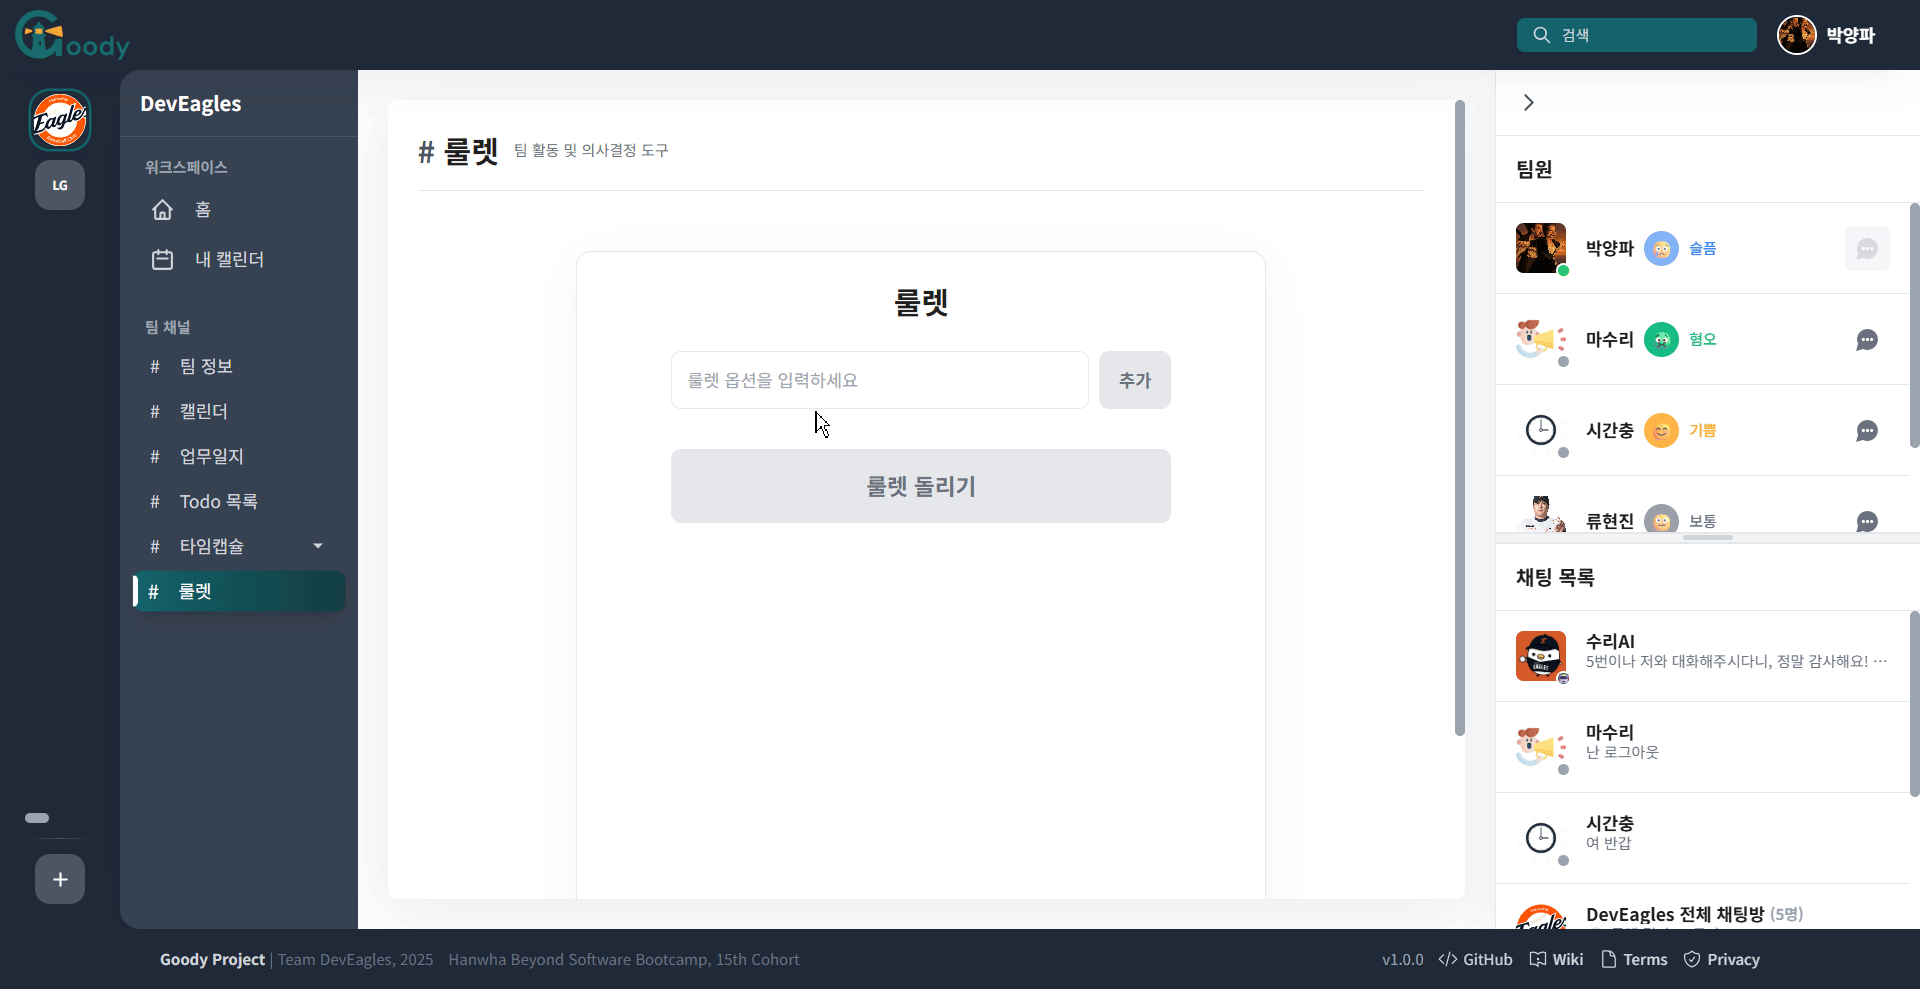 Goody
검색
박양파
Eagles
LG
DevEagles
워크스페이스
홈
내 캘린더
팀 채널
# 팀 정보
# 캘린더
# 업무일지
# Todo 목록
# 타임캡슐
# 룰렛
# 룰렛 팀 활동 및 의사결정 도구
룰렛
룰렛 옵션을 입력하세요
추가
룰렛 돌리기
팀원
박양파 슬픔
마수리 혐오
시간충 기쁨
류현진 보통
채팅 목록
수리AI
5번이나 저와 대화해주시다니, 정말 감사해요! …
마수리
난 로그아웃
시간충
여 반갑
DevEagles 전체 채팅방 (5명)
Goody Project | Team DevEagles, 2025 Hanwha Beyond Software Bootcamp, 15th Cohort
v1.0.0 GitHub Wiki Terms Privacy